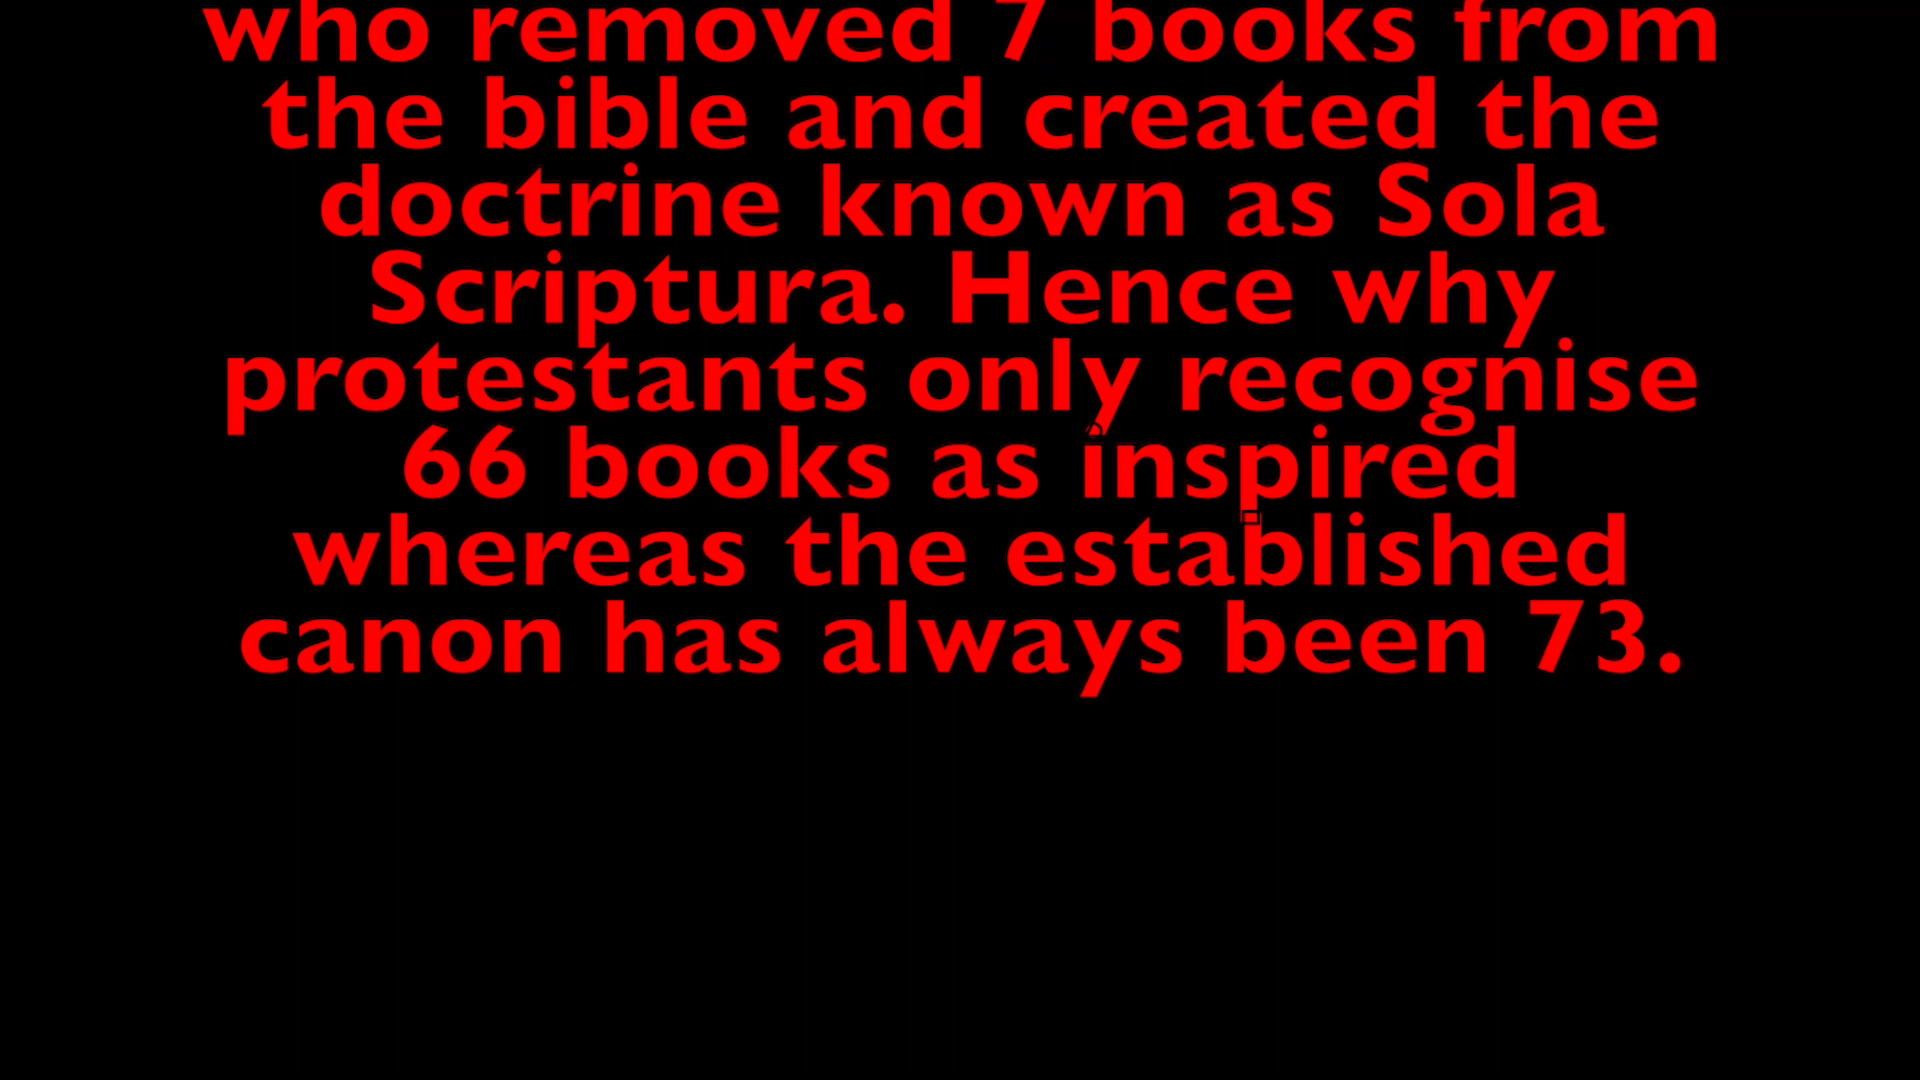 who removed 7 books from
the bible and created the
doctrine known as Sola
Scriptura. Hence why
protestants only recognise
66 books as inspired
whereas the established
canon has always been 73.